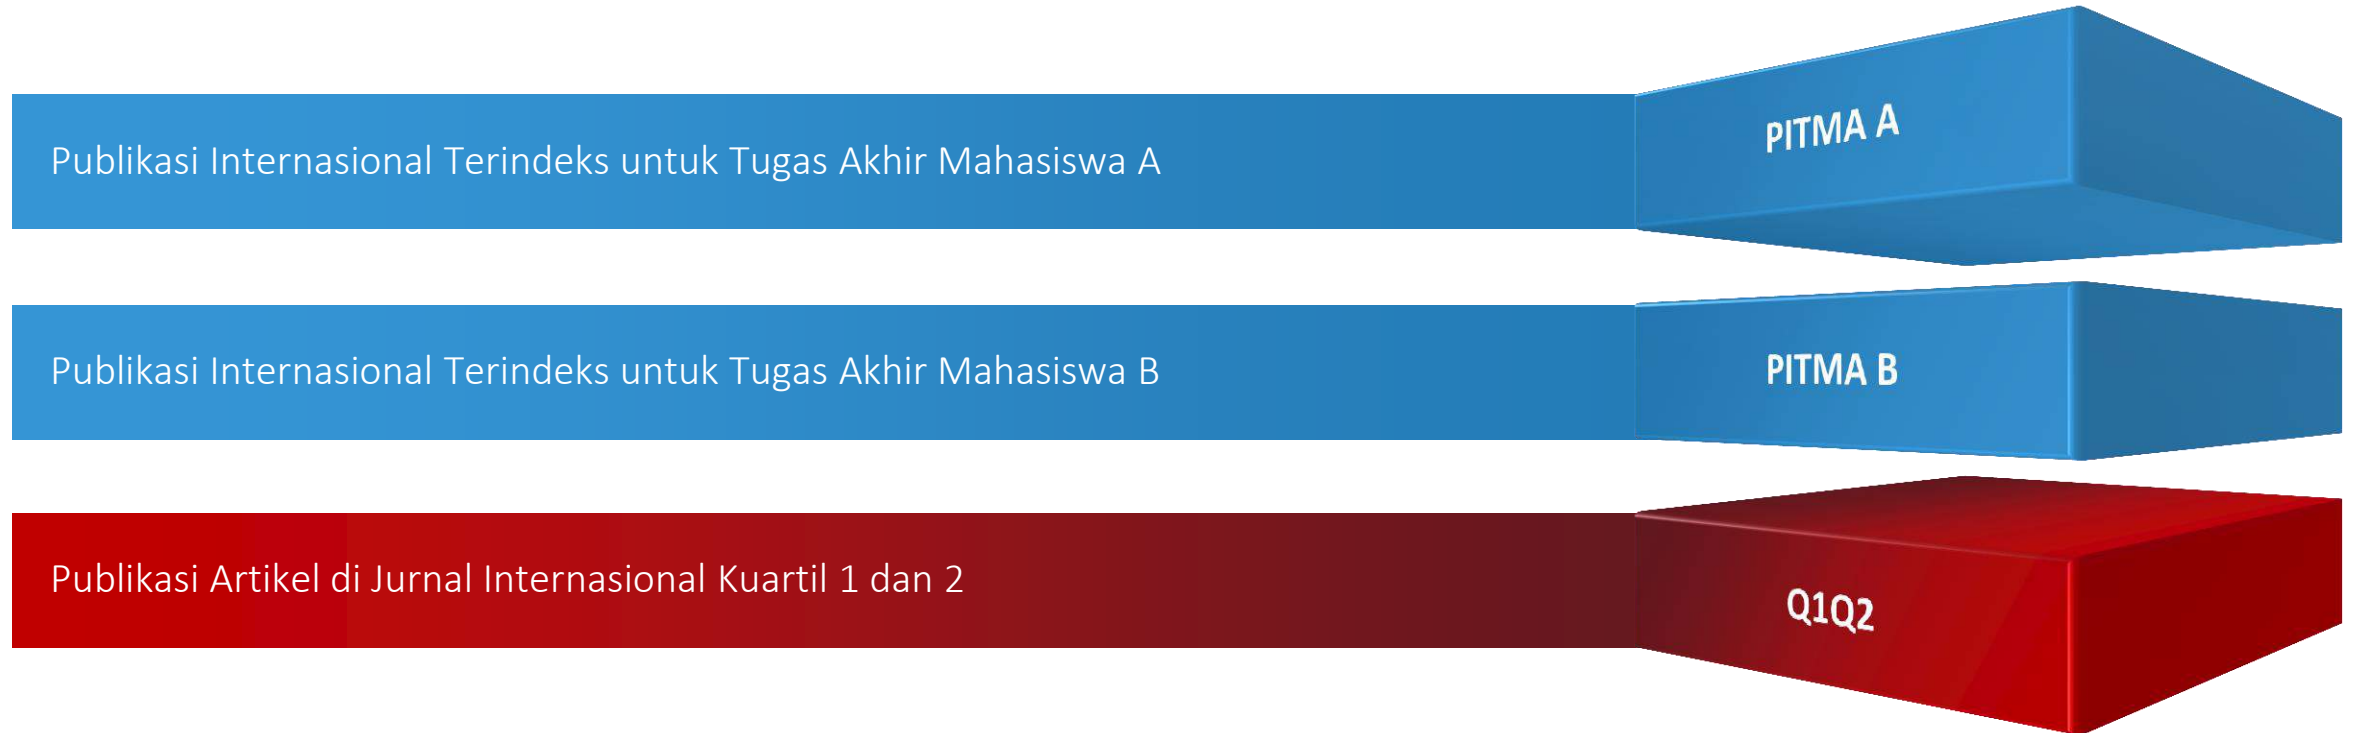 Publikasi Internasional Terindeks untuk Tugas Akhir Mahasiswa A
PITMA A
Publikasi Internasional Terindeks untuk Tugas Akhir Mahasiswa B
PITMA B
Publikasi Artikel di Jurnal Internasional Kuartil 1 dan 2
Q1Q2